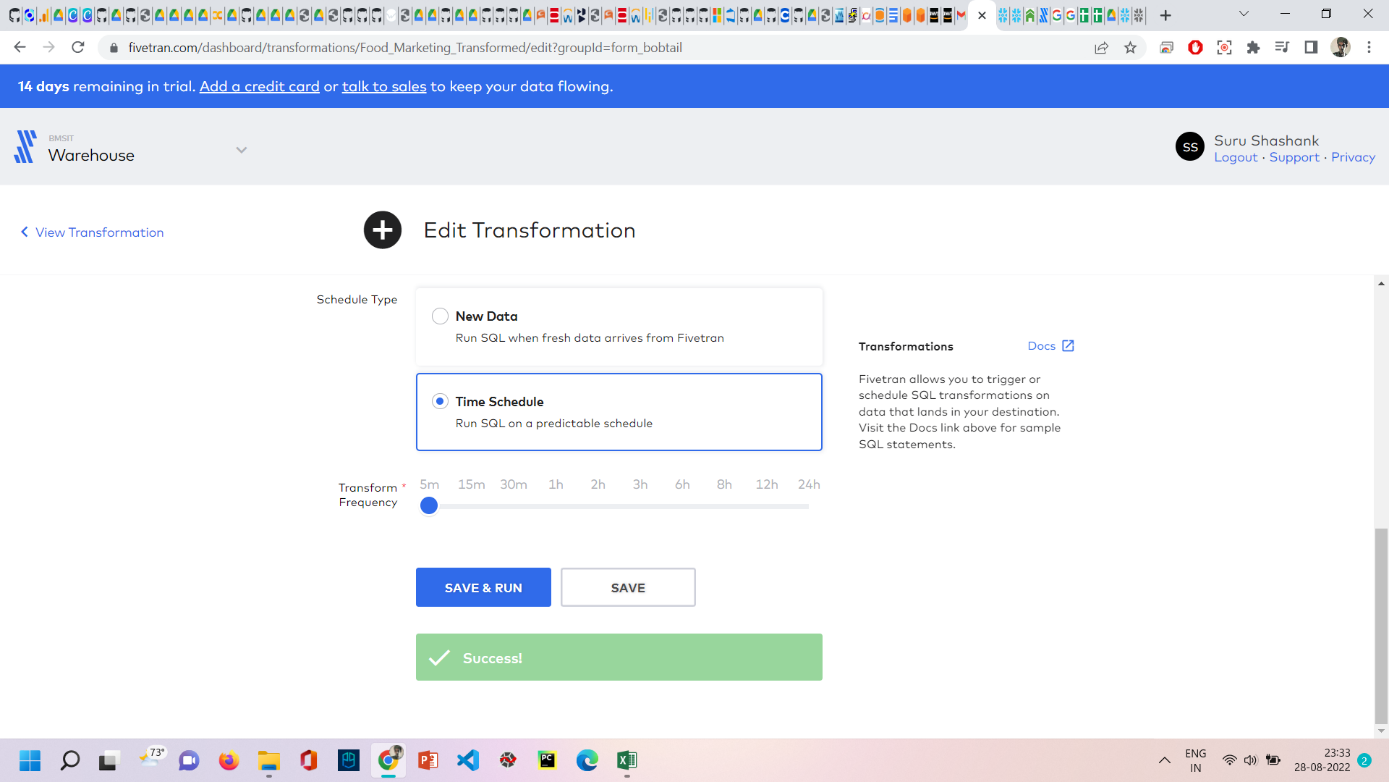 fivetran.com/dashboard/transformations/Food_Marketing_Transformed/edit?groupId=form_bobtail
14 days remaining in trial. Add a credit card or talk to sales to keep your data flowing.
BMSIT
Warehouse
SS
Suru Shashank
Logout · Support · Privacy
View Transformation
Edit Transformation
Schedule Type
New Data
Run SQL when fresh data arrives from Fivetran
Time Schedule
Run SQL on a predictable schedule
Transformations
Docs
Fivetran allows you to trigger or
schedule SQL transformations on
data that lands in your destination.
Visit the Docs link above for sample
SQL statements.
Transform *
Frequency
5m 15m 30m 1h 2h 3h 6h 8h 12h 24h
SAVE & RUN
SAVE
Success!
73°
ENG
IN
23:33
28-08-2022
2